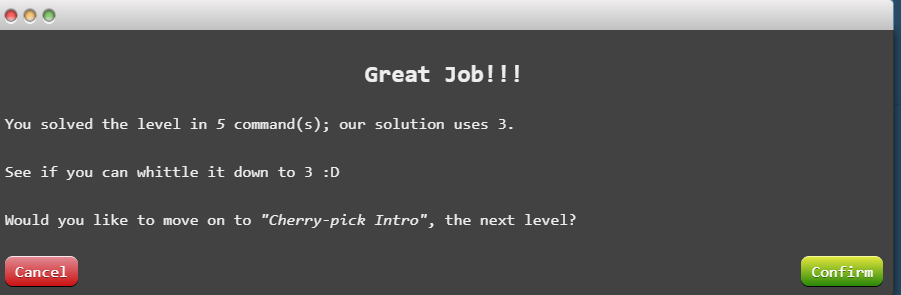 Great Job!!!
You solved the level in 5 command(s); our solution uses 3.
See if you can whittle it down to 3 :D
Would you like to move on to "Cherry-pick Intro", the next level?
Cancel
Confirm